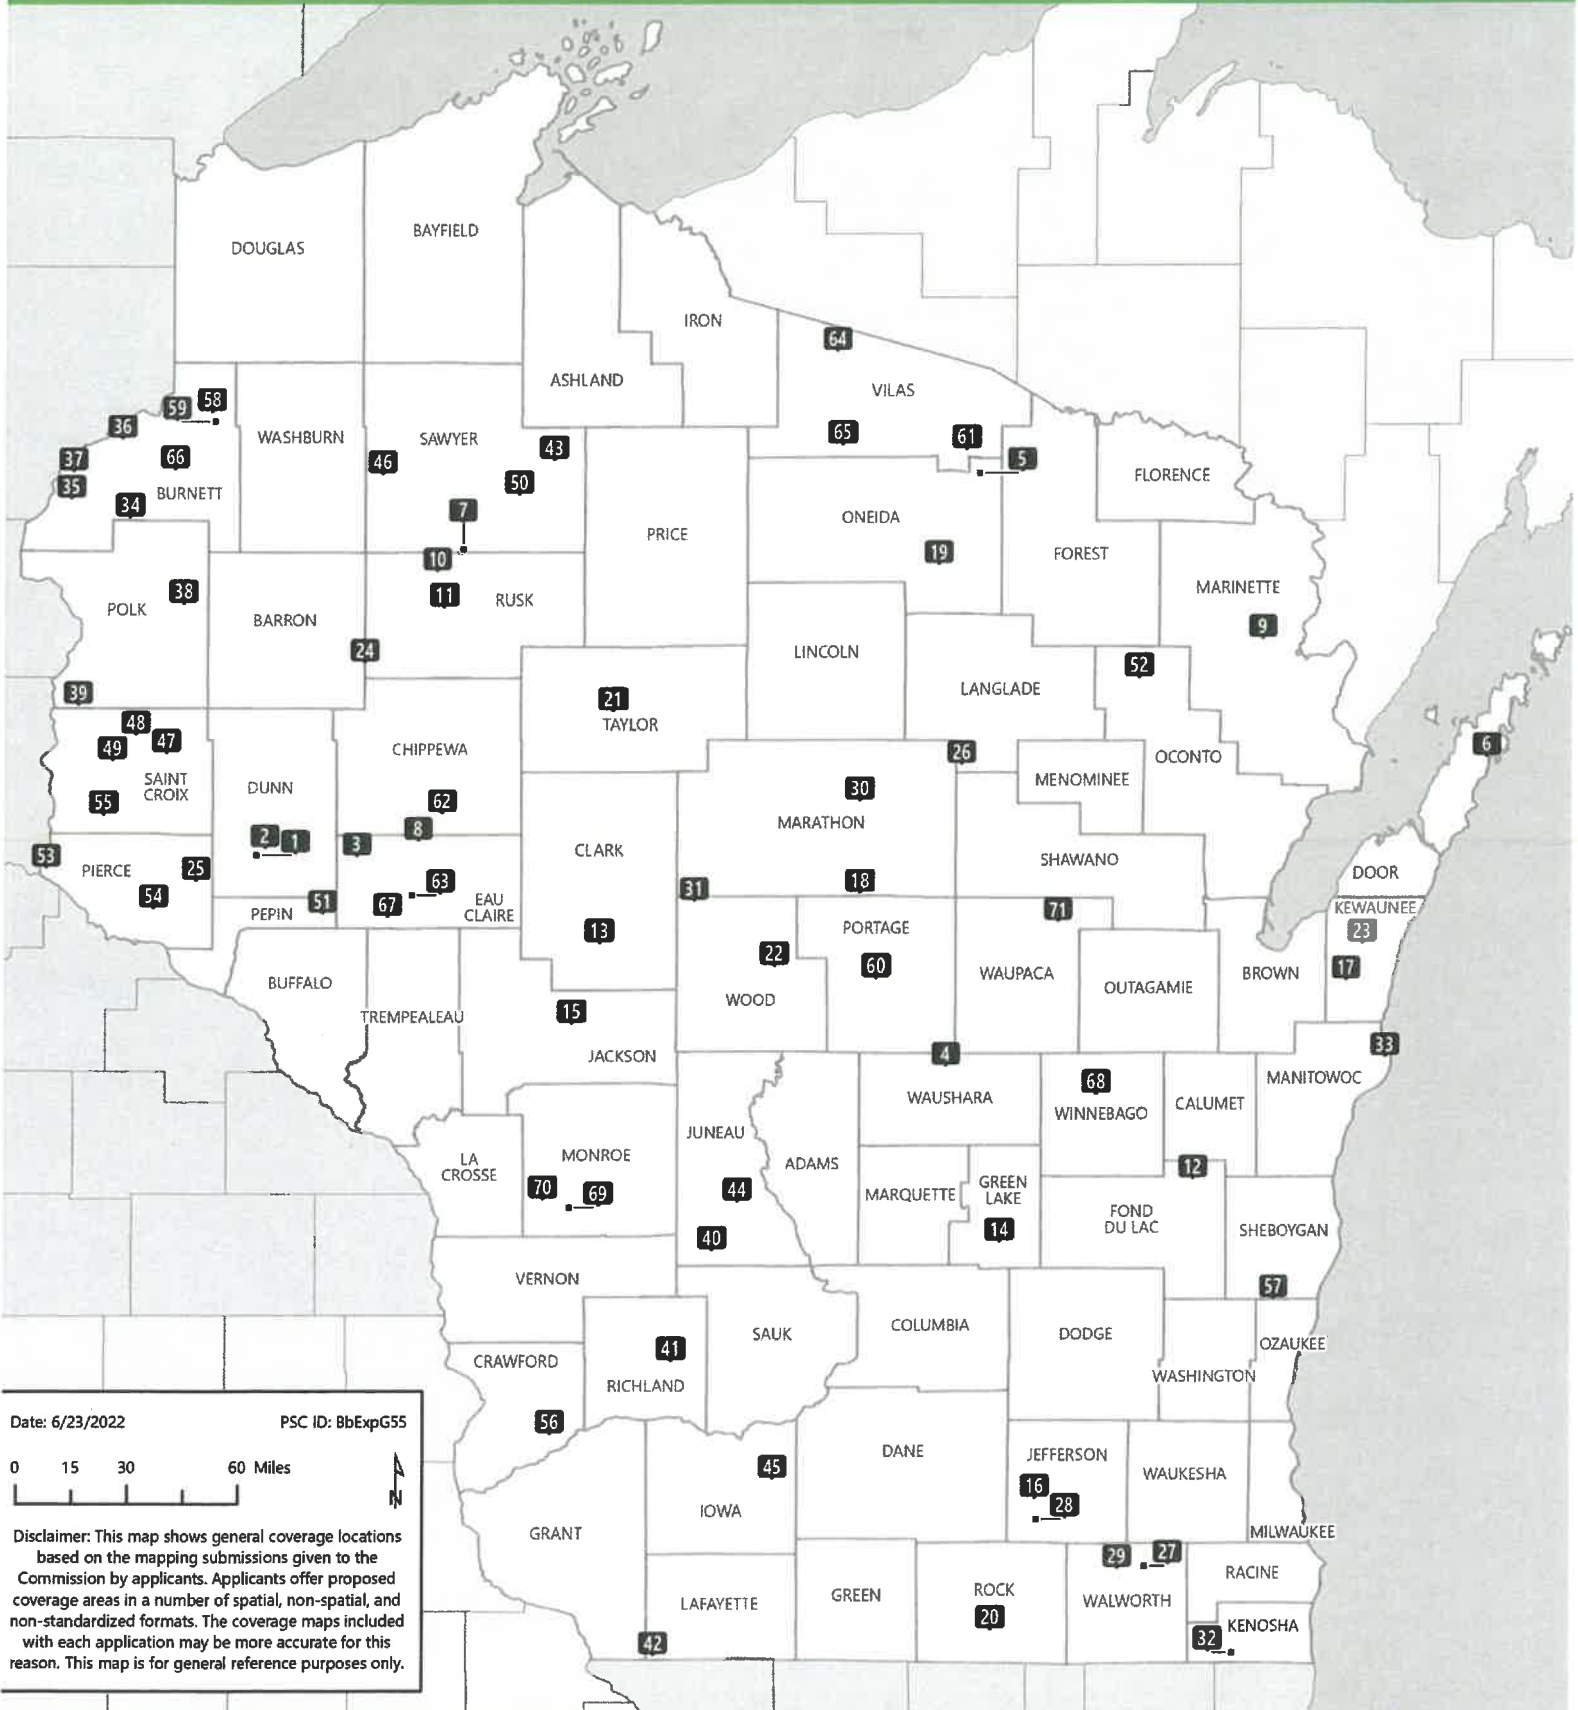 BAYFIELD
DOUGLAS
IRON
64
ASHLAND
VILAS
58
59
36
WASHBURN
SAWYER
43
65
61
5
37
66
46
35
BURNETT
50
FLORENCE
34
7
ONEIDA
PRICE
19
FOREST
10
38
11
RUSK
MARINETTE
POLK
BARRON
9
24
LINCOLN
52
39
21
LANGLADE
TAYLOR
48
49
47
CHIPPEWA
26
6
OCONTO
SAINT
CROIX
DUNN
MENOMINEE
55
62
30
MARATHON
8
2
1
3
CLARK
53
SHAWANO
PIERCE
25
DOOR
63
31
18
54
51
67
EAU
CLAIRE
PEPIN
71
KEWAUNEE
13
PORTAGE
23
22
60
17
BUFFALO
WAUPACA
BROWN
OUTAGAMIE
WOOD
15
TREMPEALEAU
33
JACKSON
4
MANITOWOC
68
WAUSHARA
CALUMET
WINNEBAGO
JUNEAU
MONROE
LA
CROSSE
ADAMS
12
70
69
44
MARQUETTE
GREEN
LAKE
FOND
DU LAC
14
SHEBOYGAN
40
VERNON
57
COLUMBIA
SAUK
DODGE
41
OZAUKEE
CRAWFORD
WASHINGTON
RICHLAND
56
DANE
JEFFERSON
45
WAUKESHA
16
28
IOWA
GRANT
MILWAUKEE
29
27
RACINE
ROCK
GREEN
LAFAYETTE
WALWORTH
20
KENOSHA
32
42
Date: 6/23/2022 PSC ID: BbExpG55
0 15 30 60 Miles
N
Disclaimer: This map shows general coverage locations
based on the mapping submissions given to the
Commission by applicants. Applicants offer proposed
coverage areas in a number of spatial, non-spatial, and
non-standardized formats. The coverage maps included
with each application may be more accurate for this
reason. This map is for general reference purposes only.